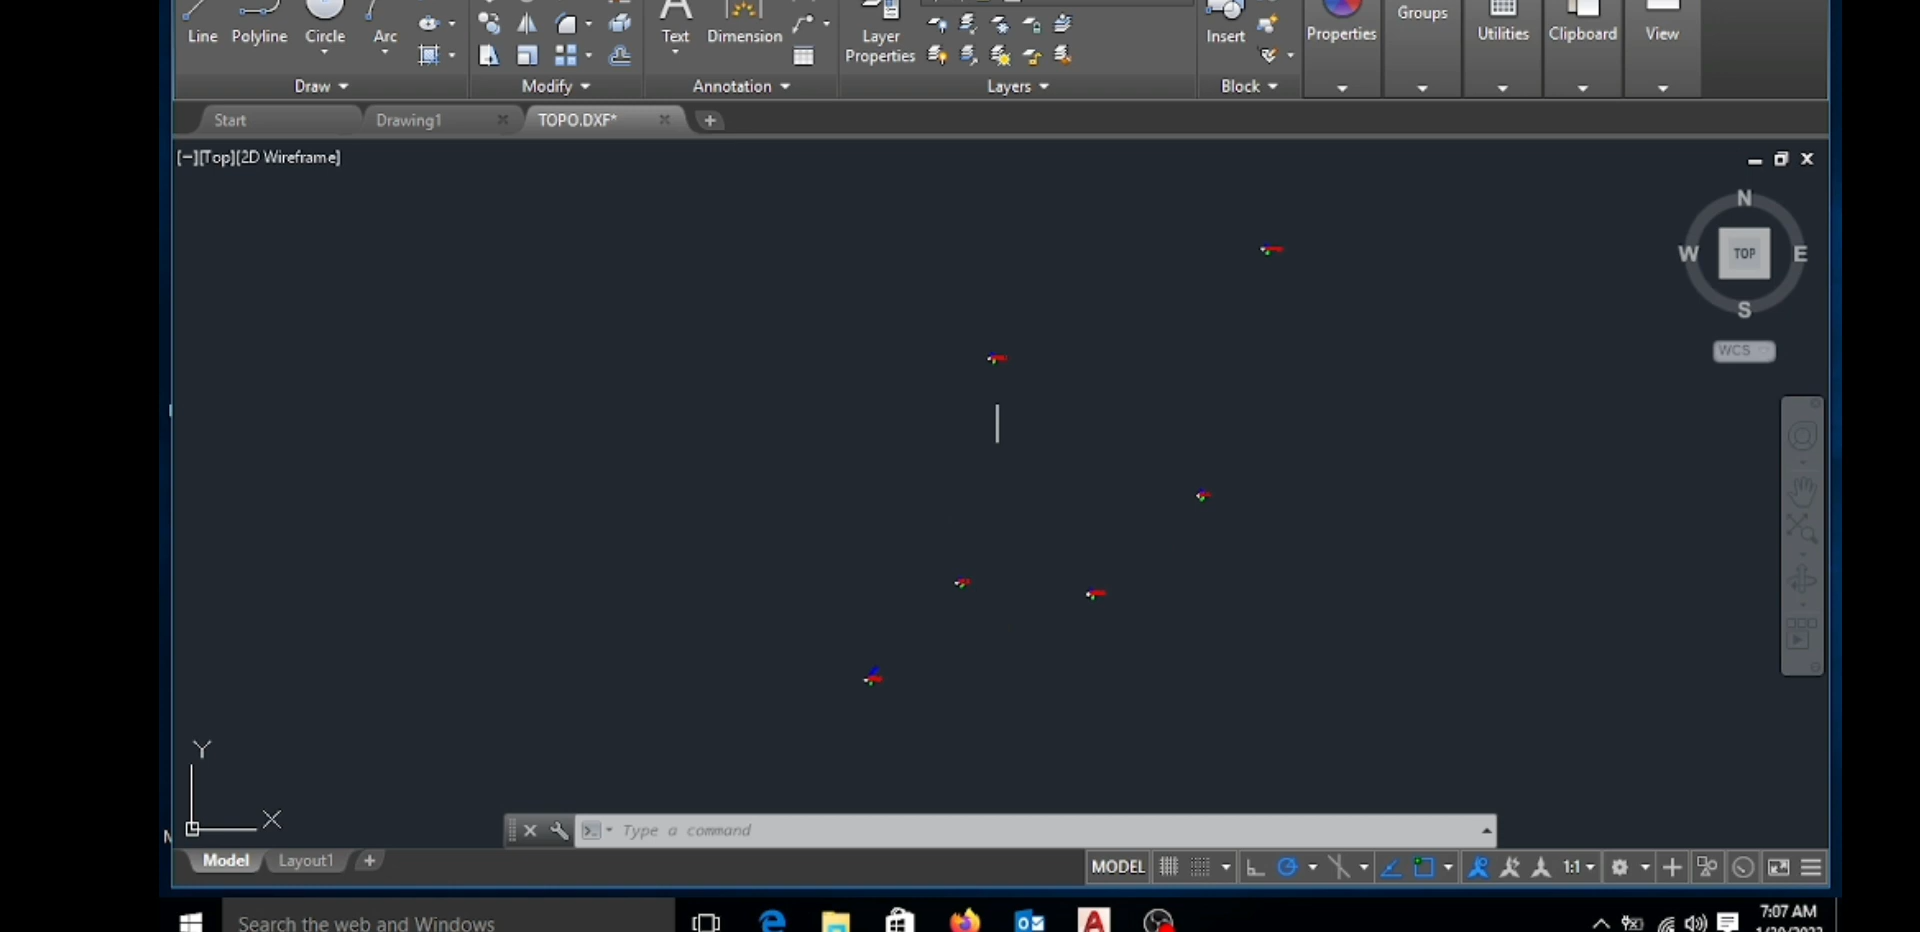 Line Polyline Circle Arc Text Dimension Layer Properties Insert Properties Groups Utilities Clipboard View
Draw Modify Annotation Layers Block
Start Drawing1 TOPO.DXF*
[−][Top][2D Wireframe]
N
W TOP E
S
WCS
Y
X
Type a command
Model Layout1
MODEL 1:1
Search the web and Windows
7:07 AM